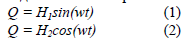 Q = H₁sin(wt) (1)
Q = H₂cos(wt) (2)